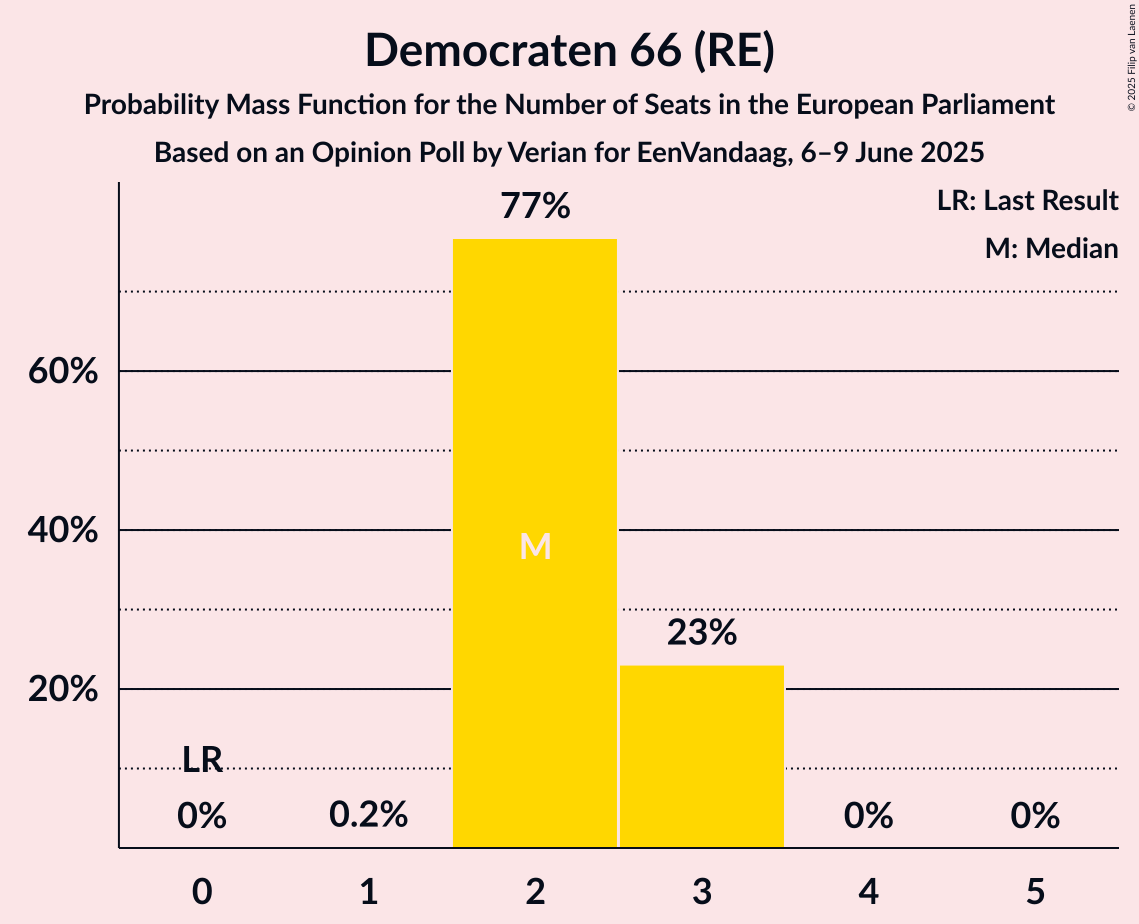 Democraten 66 (RE)
Probability Mass Function for the Number of Seats in the European Parliament
Based on an Opinion Poll by Verian for EenVandaag, 6–9 June 2025
© 2025 Filip van Laenen
LR: Last Result
M: Median
77%
60%
40%
M
23%
20%
LR
0%
0.2%
0%
0%
0
1
2
3
4
5